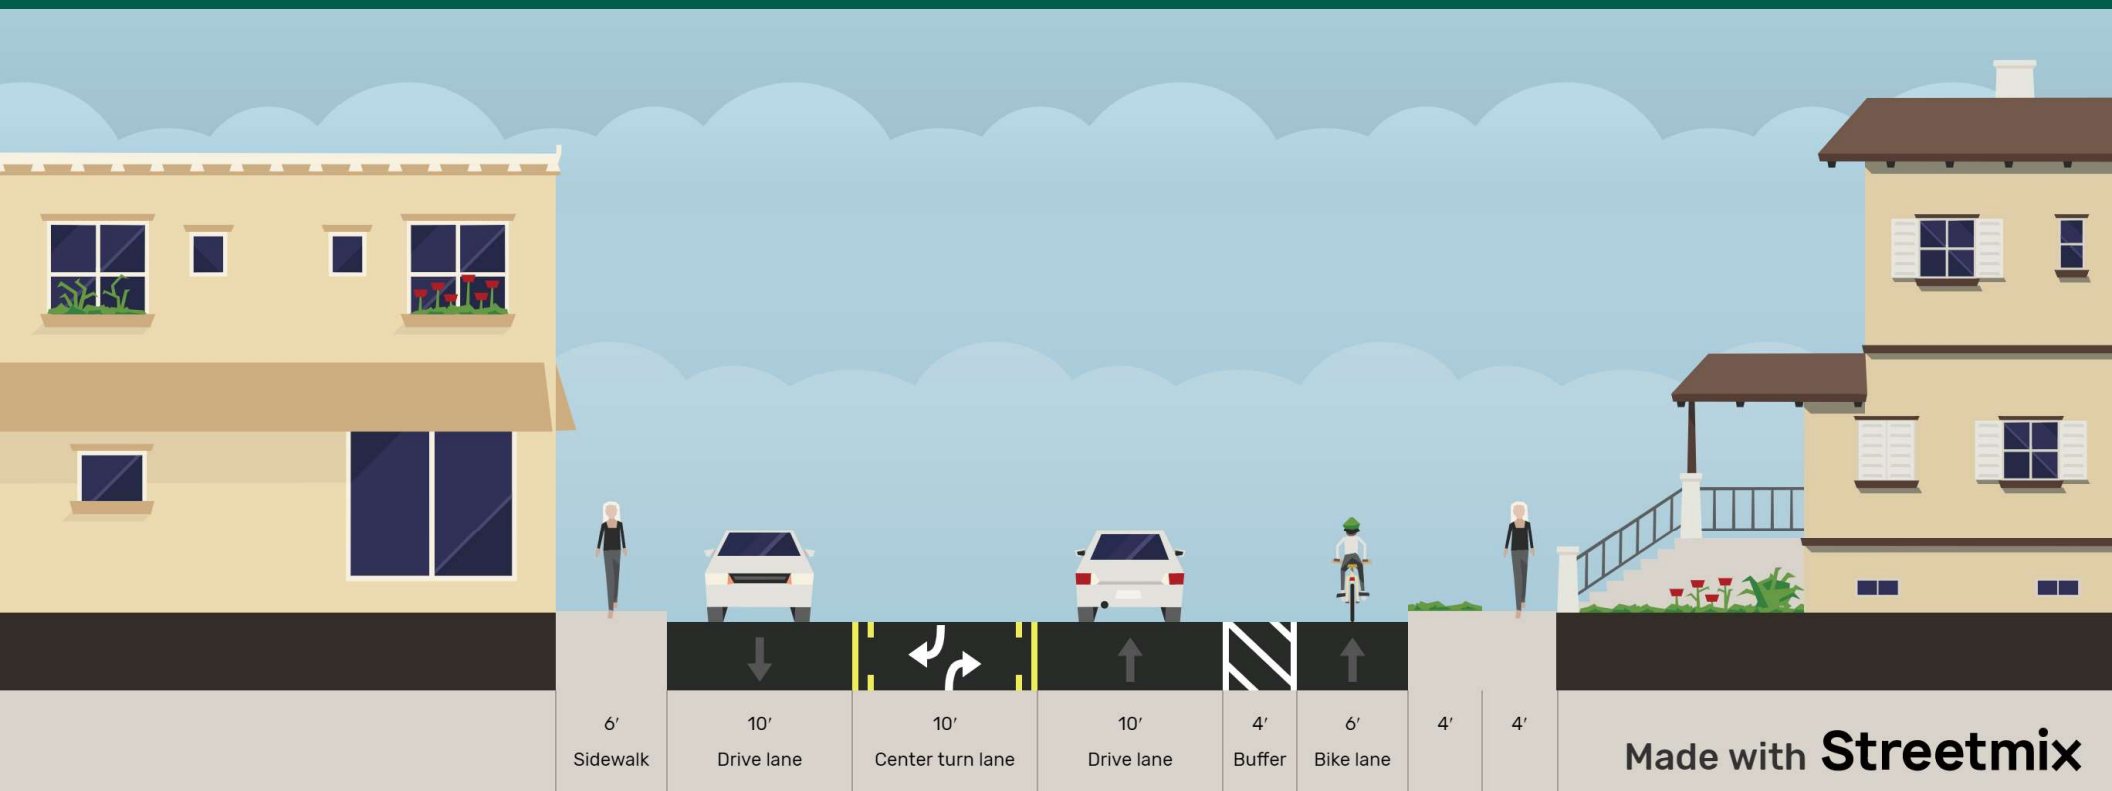 6′
10′
10′
10′
4′
6′
4′
4′
Sidewalk
Drive lane
Center turn lane
Drive lane
Buffer
Bike lane
Made with Streetmix